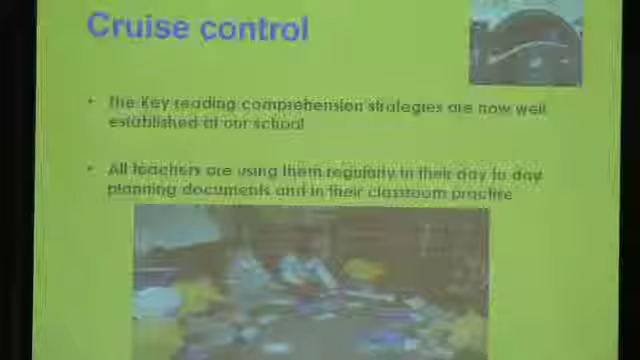 Cruise control
• The Key reading comprehension strategies are now well
established at our school
• All teachers are using them regularly in their day to day
planning documents and in their classroom practise